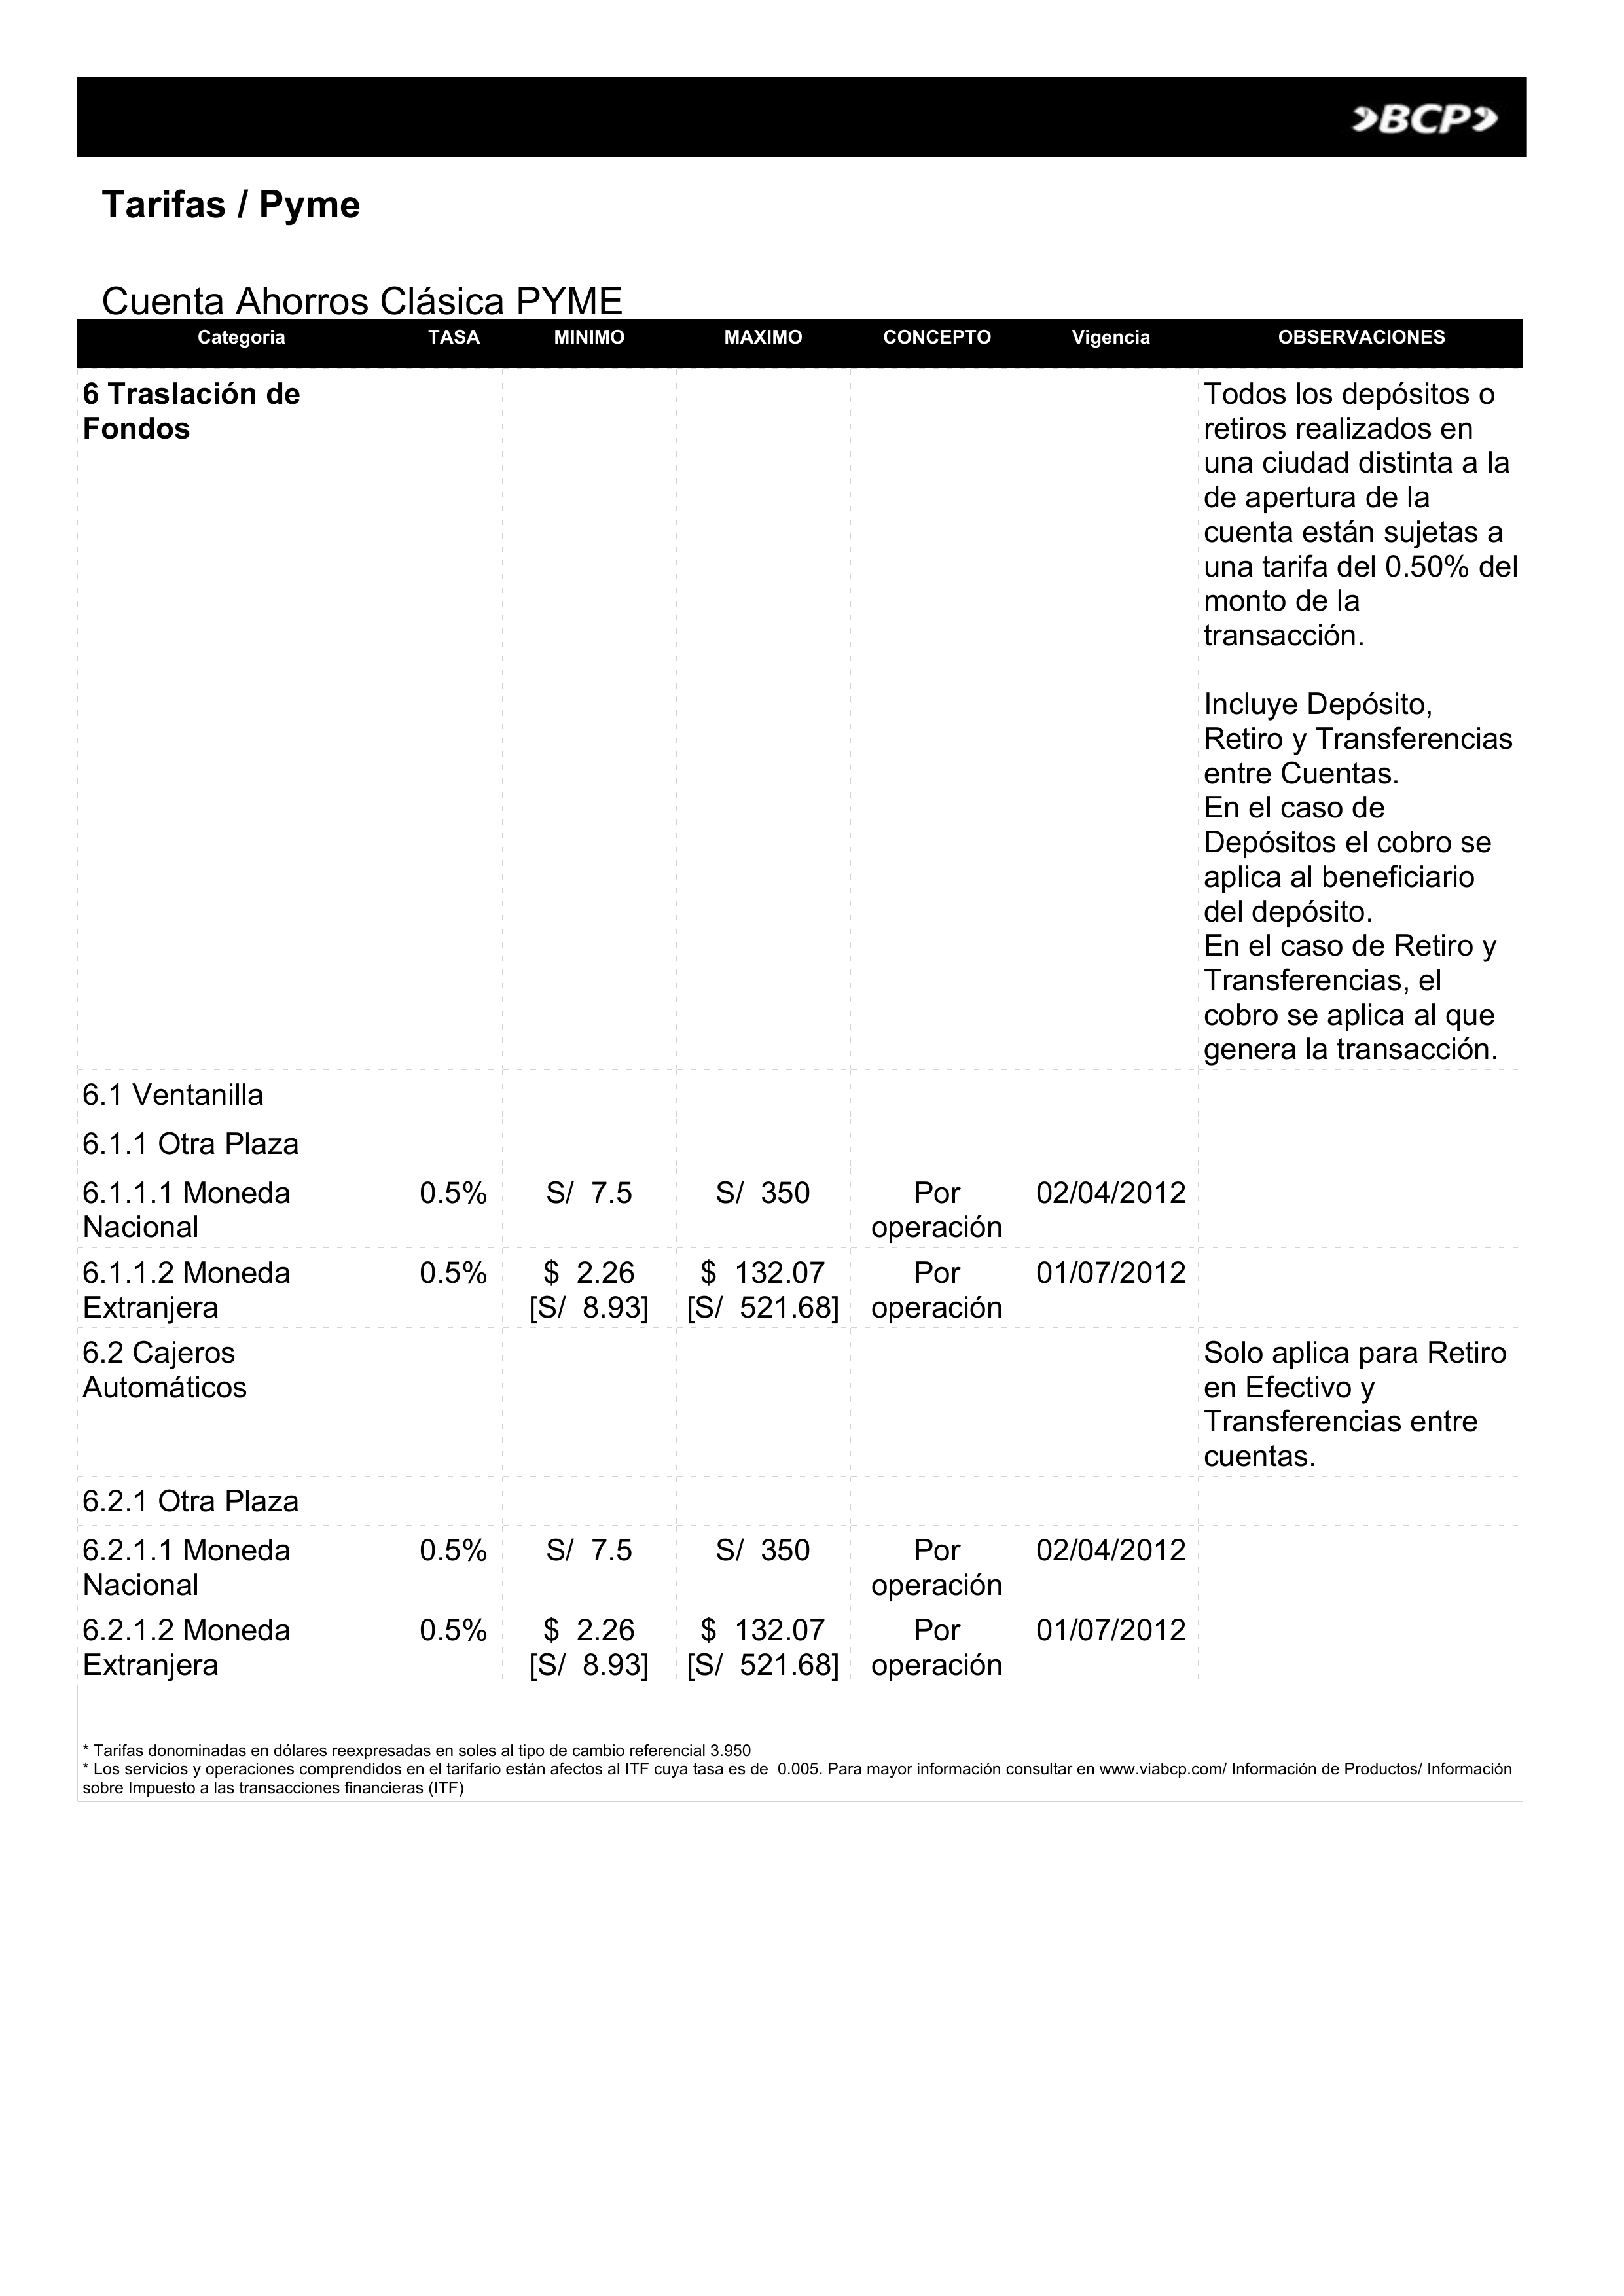 BCP
Tarifas / Pyme
Cuenta Ahorros Clásica PYME
Categoria TASA MINIMO MAXIMO CONCEPTO Vigencia OBSERVACIONES
6 Traslación de
Fondos
Todos los depósitos o
retiros realizados en
una ciudad distinta a la
de apertura de la
cuenta están sujetas a
una tarifa del 0.50% del
monto de la
transacción.
Incluye Depósito,
Retiro y Transferencias
entre Cuentas.
En el caso de
Depósitos el cobro se
aplica al beneficiario
del depósito.
En el caso de Retiro y
Transferencias, el
cobro se aplica al que
genera la transacción.
6.1 Ventanilla
6.1.1 Otra Plaza
6.1.1.1 Moneda 0.5% S/ 7.5 S/ 350 Por 02/04/2012
Nacional operación
6.1.1.2 Moneda 0.5% $ 2.26 $ 132.07 Por 01/07/2012
Extranjera [S/ 8.93] [S/ 521.68] operación
6.2 Cajeros Solo aplica para Retiro
Automáticos en Efectivo y
Transferencias entre
cuentas.
6.2.1 Otra Plaza
6.2.1.1 Moneda 0.5% S/ 7.5 S/ 350 Por 02/04/2012
Nacional operación
6.2.1.2 Moneda 0.5% $ 2.26 $ 132.07 Por 01/07/2012
Extranjera [S/ 8.93] [S/ 521.68] operación
* Tarifas donominadas en dólares reexpresadas en soles al tipo de cambio referencial 3.950
* Los servicios y operaciones comprendidos en el tarifario están afectos al ITF cuya tasa es de 0.005. Para mayor información consultar en www.viabcp.com/ Información de Productos/ Información
sobre Impuesto a las transacciones financieras (ITF)